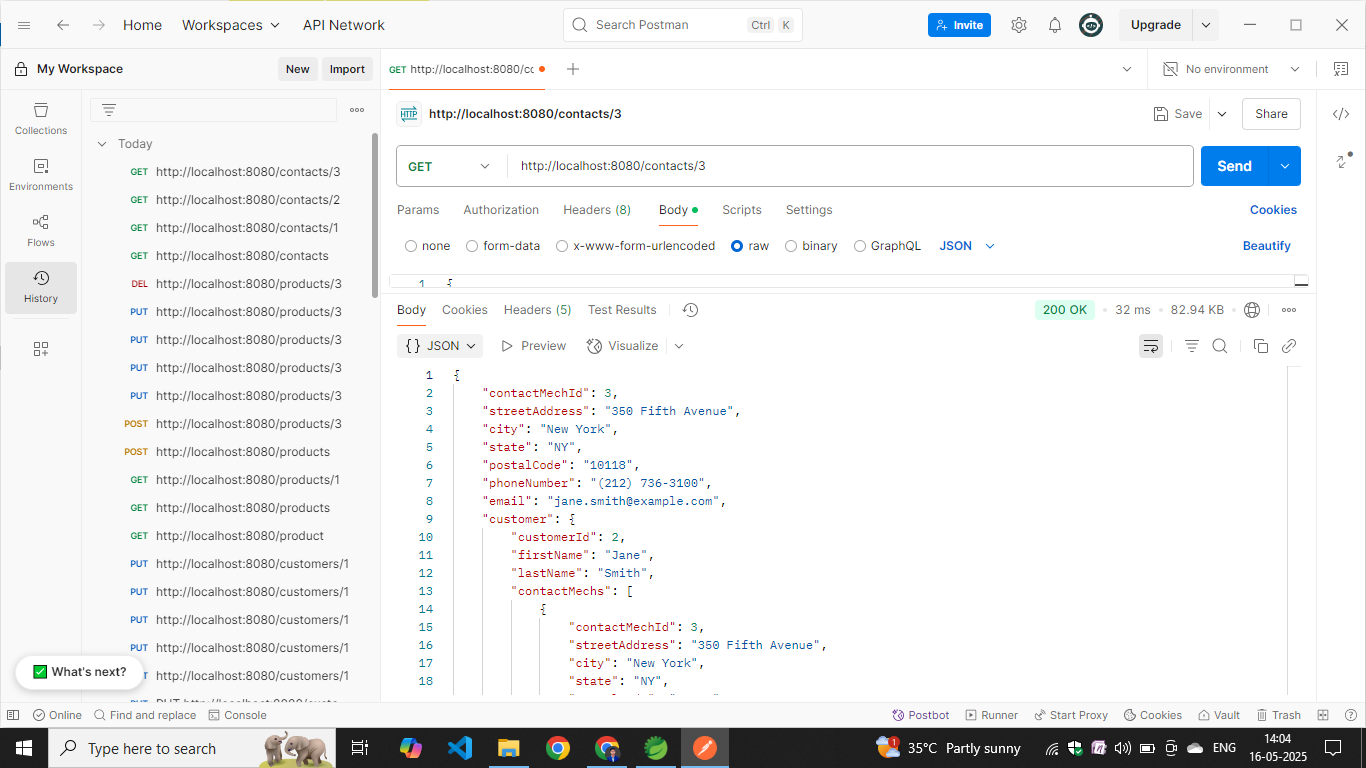 Home
Workspaces
API Network
Search Postman
Ctrl K
Invite
Upgrade
My Workspace
New
Import
GET http://localhost:8080/cc
No environment
Collections
Environments
Flows
History
Today
GET http://localhost:8080/contacts/3
GET http://localhost:8080/contacts/2
GET http://localhost:8080/contacts/1
GET http://localhost:8080/contacts
DEL http://localhost:8080/products/3
PUT http://localhost:8080/products/3
PUT http://localhost:8080/products/3
PUT http://localhost:8080/products/3
PUT http://localhost:8080/products/3
POST http://localhost:8080/products/3
POST http://localhost:8080/products
GET http://localhost:8080/products/1
GET http://localhost:8080/products
GET http://localhost:8080/product
PUT http://localhost:8080/customers/1
PUT http://localhost:8080/customers/1
PUT http://localhost:8080/customers/1
PUT http://localhost:8080/customers/1
http://localhost:8080/customers/1
What's next?
HTTP http://localhost:8080/contacts/3
Save
Share
GET
http://localhost:8080/contacts/3
Send
Params Authorization Headers (8) Body Scripts Settings
Cookies
none form-data x-www-form-urlencoded raw binary GraphQL JSON
Beautify
1 {
Body Cookies Headers (5) Test Results
200 OK • 32 ms • 82.94 KB
{} JSON Preview Visualize
1 {
2 "contactMechId": 3,
3 "streetAddress": "350 Fifth Avenue",
4 "city": "New York",
5 "state": "NY",
6 "postalCode": "10118",
7 "phoneNumber": "(212) 736-3100",
8 "email": "jane.smith@example.com",
9 "customer": {
10 "customerId": 2,
11 "firstName": "Jane",
12 "lastName": "Smith",
13 "contactMechs": [
14 {
15 "contactMechId": 3,
16 "streetAddress": "350 Fifth Avenue",
17 "city": "New York",
18 "state": "NY",
Online
Find and replace
Console
Postbot
Runner
Start Proxy
Cookies
Vault
Trash
Type here to search
35°C Partly sunny
ENG
14:04
16-05-2025